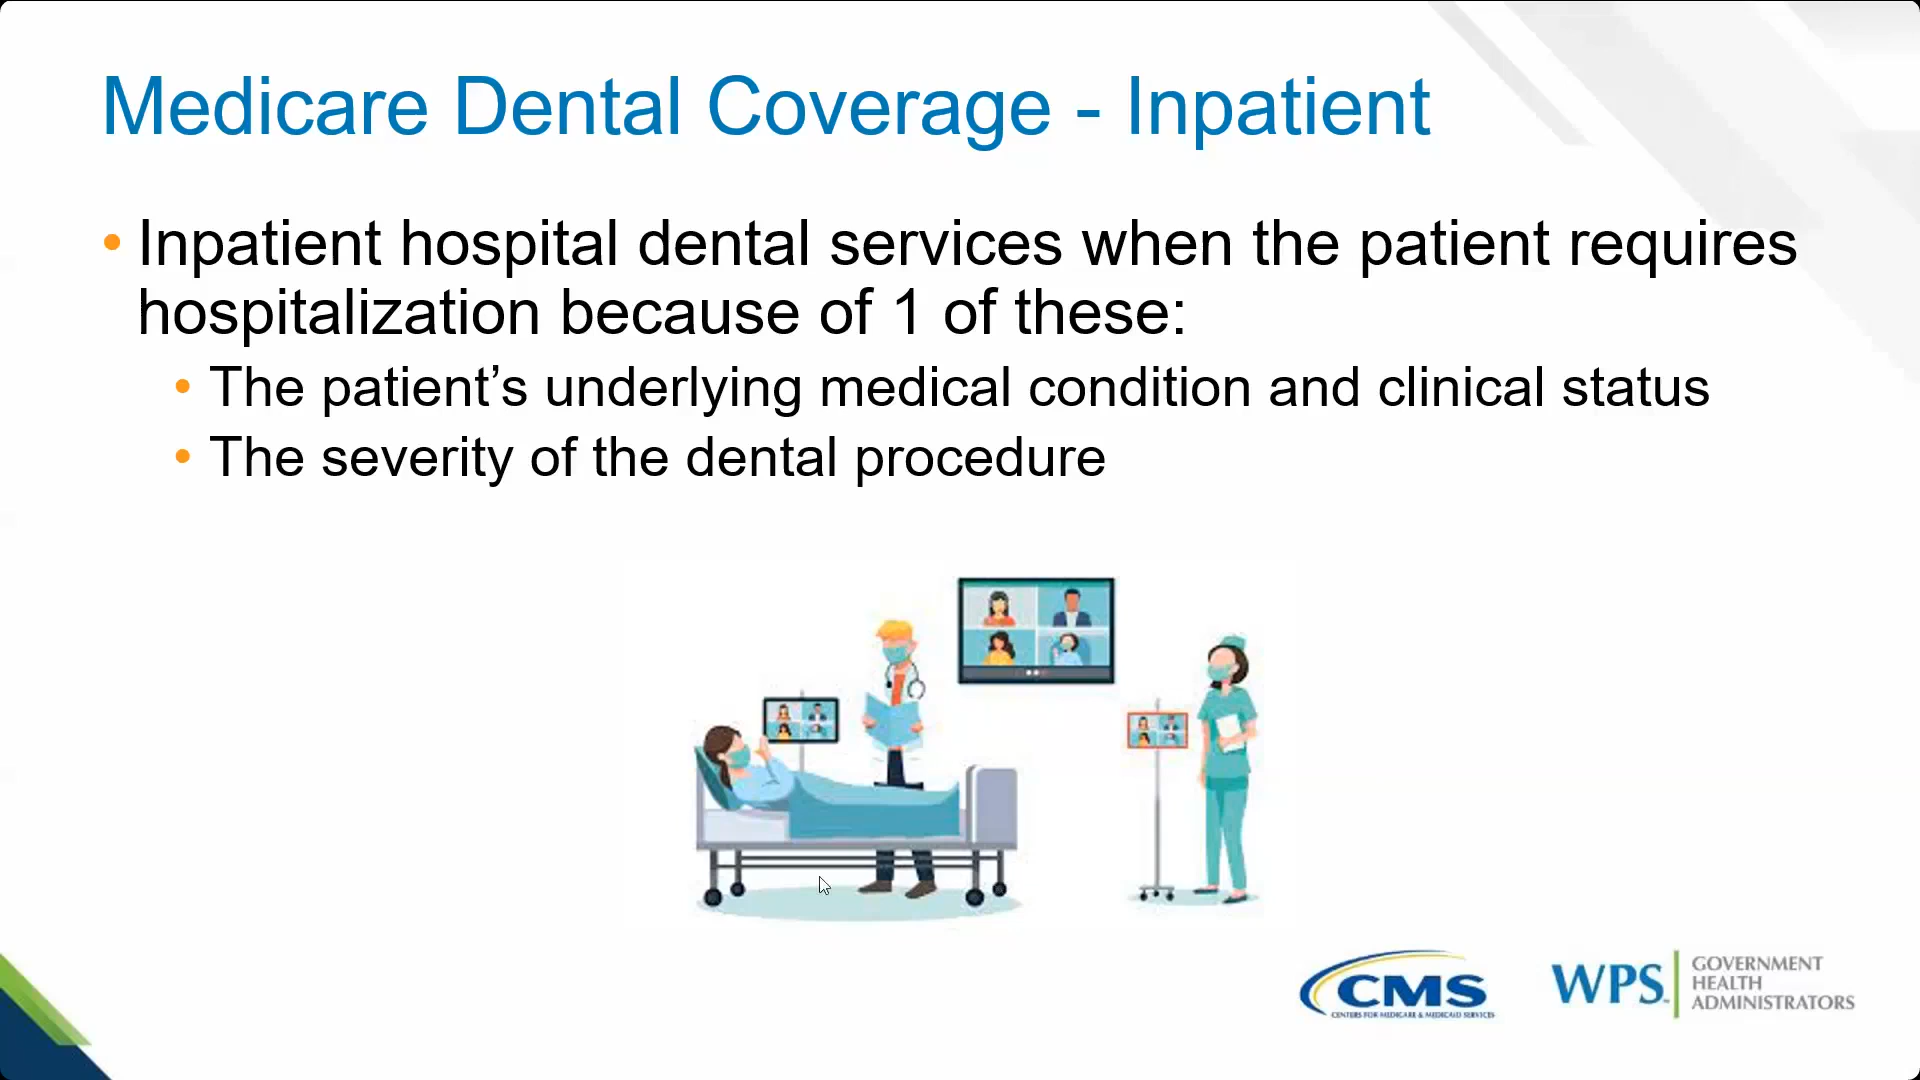 Medicare Dental Coverage - Inpatient
• Inpatient hospital dental services when the patient requires
hospitalization because of 1 of these:
• The patient’s underlying medical condition and clinical status
• The severity of the dental procedure
CMS
CENTERS FOR MEDICARE & MEDICAID SERVICES
WPS
GOVERNMENT
HEALTH
ADMINISTRATORS